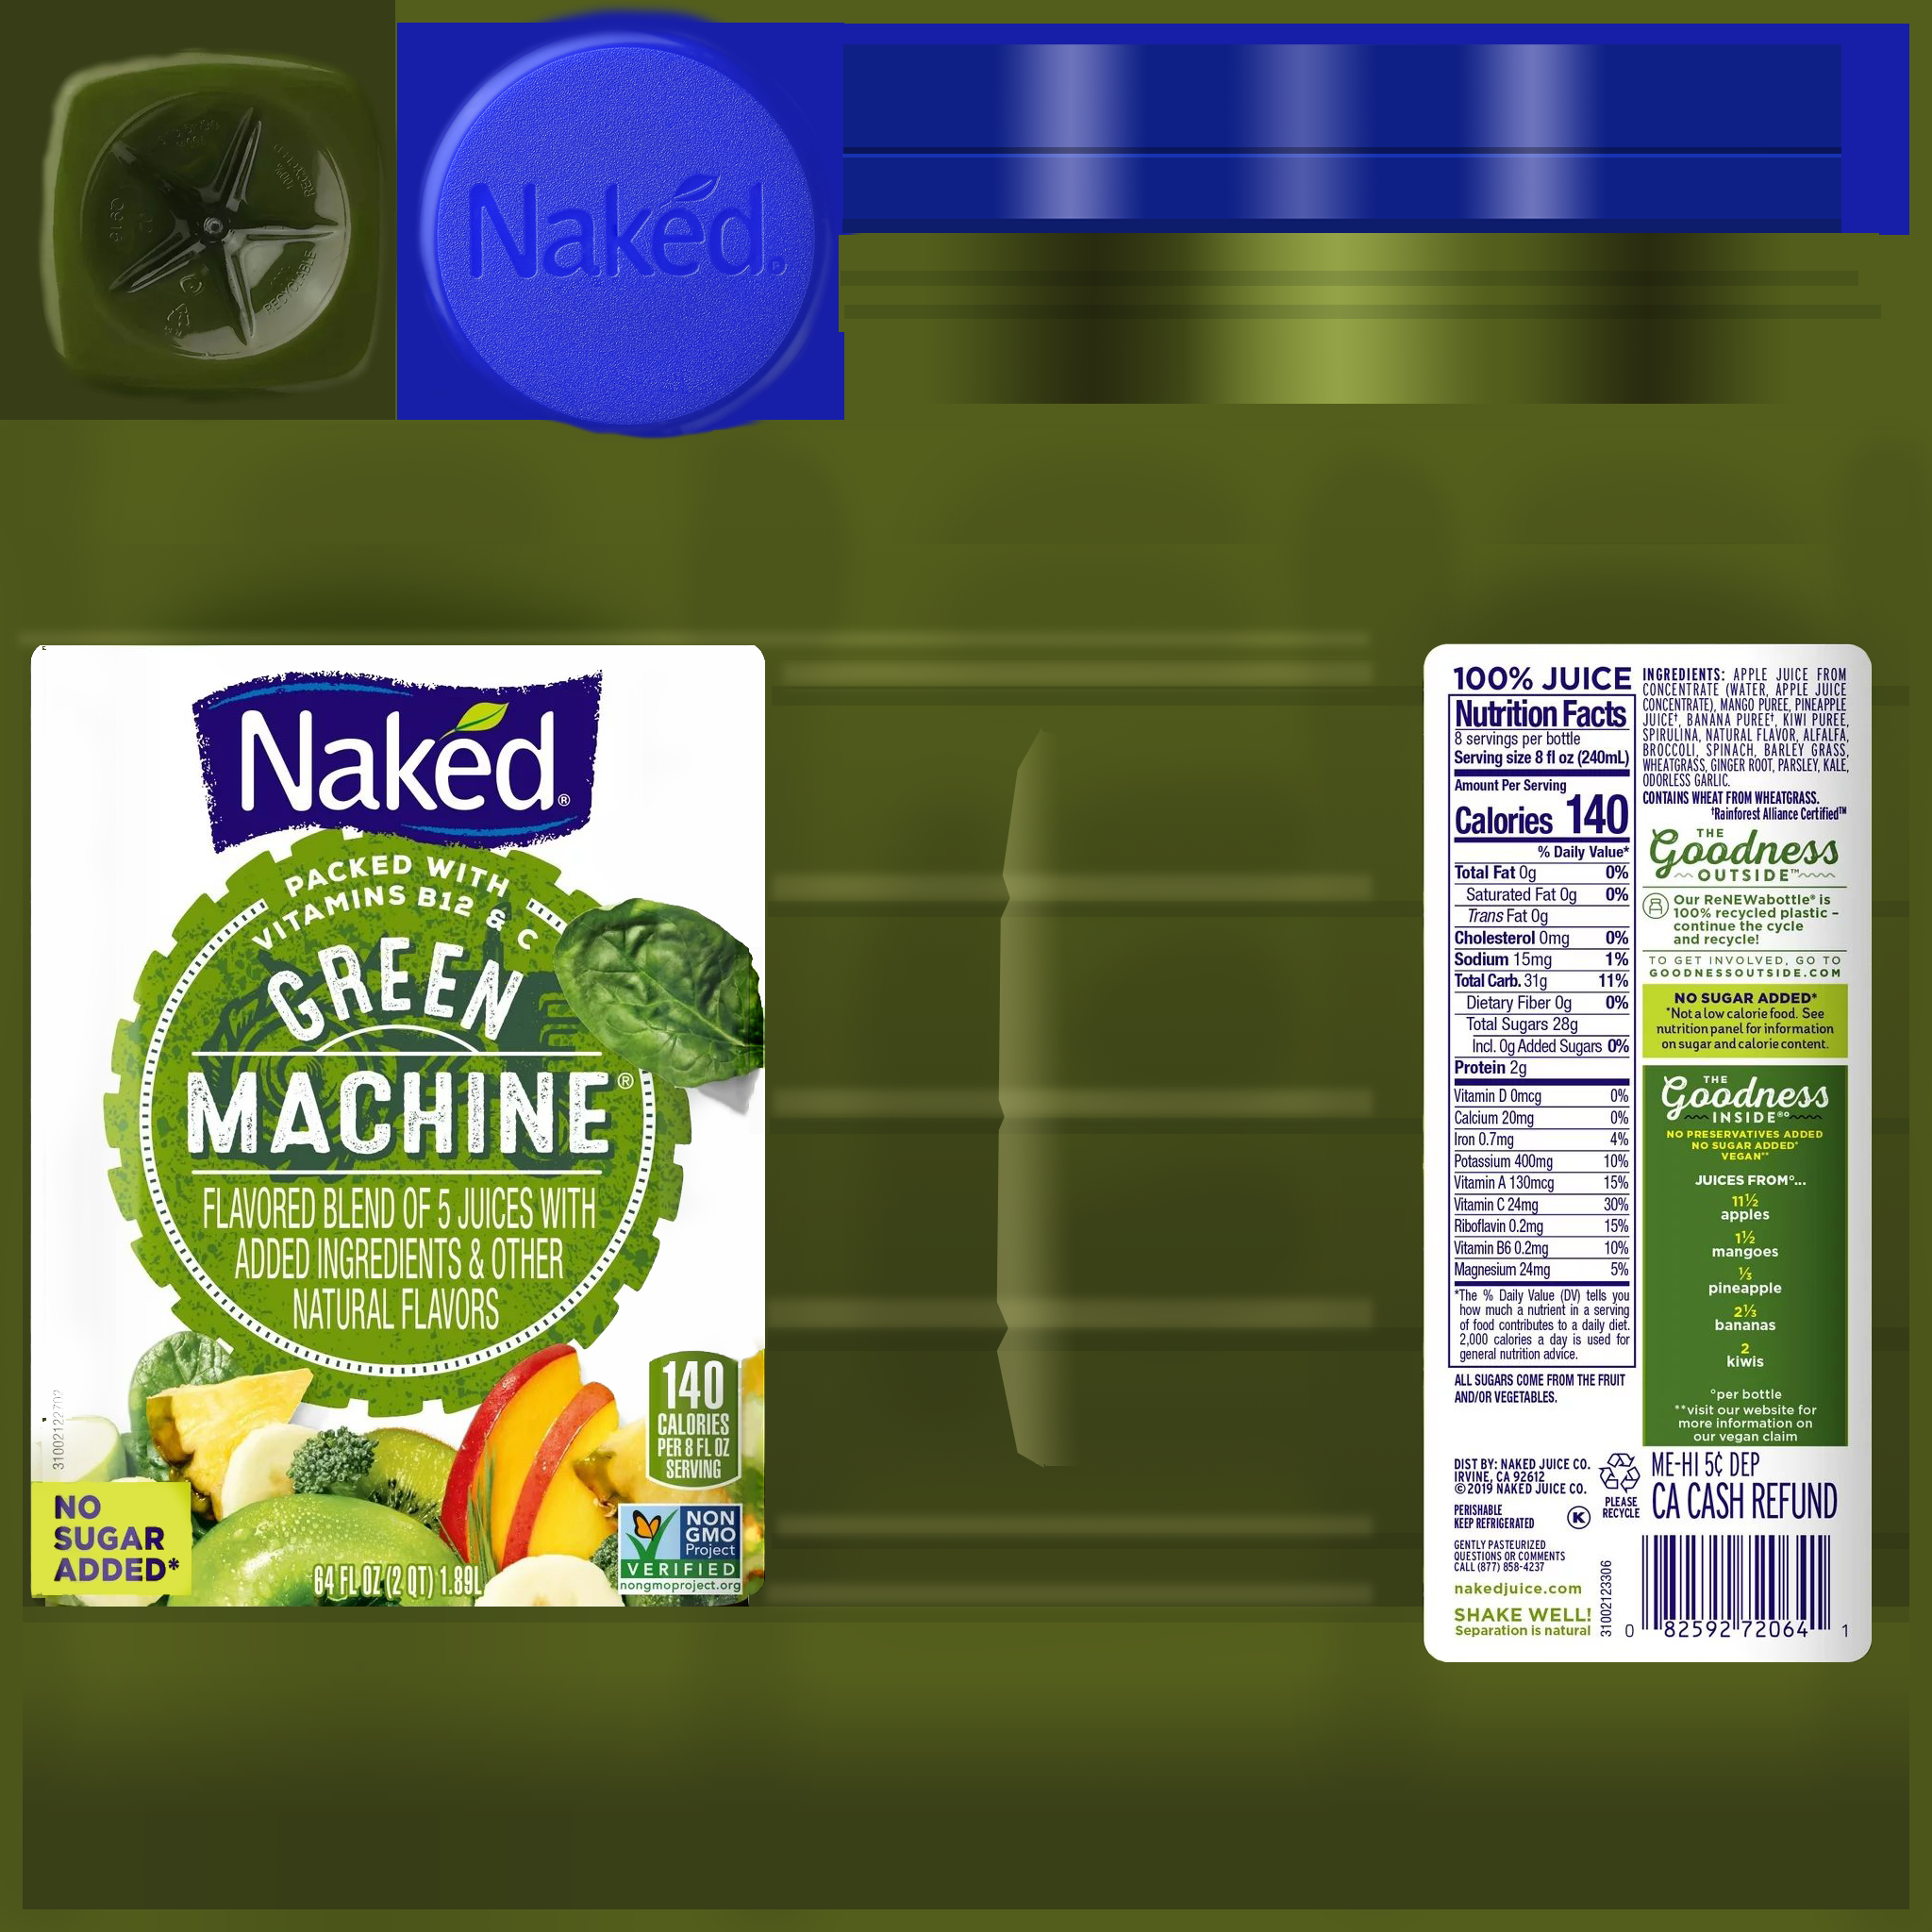 RECYCLABLE
Naked®
Naked®
PACKED WITH
VITAMINS B12 & C
GREEN
MACHINE®
FLAVORED BLEND OF 5 JUICES WITH
ADDED INGREDIENTS & OTHER
NATURAL FLAVORS
140
CALORIES
PER 8 FL OZ
SERVING
NO
SUGAR
ADDED*
64 FL OZ (2 QT) 1.89L
NON
GMO
Project
VERIFIED
nongmoproject.org
100% JUICE
Nutrition Facts
8 servings per bottle
Serving size 8 fl oz (240mL)
Amount Per Serving
Calories 140
% Daily Value*
Total Fat 0g 0%
Saturated Fat 0g 0%
Trans Fat 0g
Cholesterol 0mg 0%
Sodium 15mg 1%
Total Carb. 31g 11%
Dietary Fiber 0g 0%
Total Sugars 28g
Incl. 0g Added Sugars 0%
Protein 2g
Vitamin D 0mcg 0%
Calcium 20mg 0%
Iron 0.7mg 4%
Potassium 400mg 10%
Vitamin A 130mcg 15%
Vitamin C 24mg 30%
Riboflavin 0.2mg 15%
Vitamin B6 0.2mg 10%
Magnesium 24mg 5%
*The % Daily Value (DV) tells you
how much a nutrient in a serving
of food contributes to a daily diet.
2,000 calories a day is used for
general nutrition advice.
ALL SUGARS COME FROM THE FRUIT
AND/OR VEGETABLES.
DIST BY: NAKED JUICE CO.
IRVINE, CA 92612
©2019 NAKED JUICE CO.
PERISHABLE
KEEP REFRIGERATED
K
GENTLY PASTEURIZED
QUESTIONS OR COMMENTS
CALL (877) 858-4237
nakedjuice.com
SHAKE WELL!
Separation is natural
31002123306
INGREDIENTS: APPLE JUICE FROM
CONCENTRATE (WATER, APPLE JUICE
CONCENTRATE), MANGO PUREE, PINEAPPLE
JUICE†, BANANA PUREE†, KIWI PUREE,
SPIRULINA, NATURAL FLAVOR, ALFALFA,
BROCCOLI, SPINACH, BARLEY GRASS,
WHEATGRASS, GINGER ROOT, PARSLEY, KALE,
ODORLESS GARLIC.
CONTAINS WHEAT FROM WHEATGRASS.
†Rainforest Alliance Certified™
THE
Goodness
OUTSIDE™
Our ReNEWabottle® is
100% recycled plastic –
continue the cycle
and recycle!
TO GET INVOLVED, GO TO
GOODNESSOUTSIDE.COM
NO SUGAR ADDED*
*Not a low calorie food. See
nutrition panel for information
on sugar and calorie content.
THE
Goodness
INSIDE®°
NO PRESERVATIVES ADDED
NO SUGAR ADDED*
VEGAN**
JUICES FROM°...
11½
apples
1½
mangoes
⅓
pineapple
2⅓
bananas
2
kiwis
°per bottle
**visit our website for
more information on
our vegan claim
PLEASE
RECYCLE
ME-HI 5¢ DEP
CA CASH REFUND
0 82592 72064 1